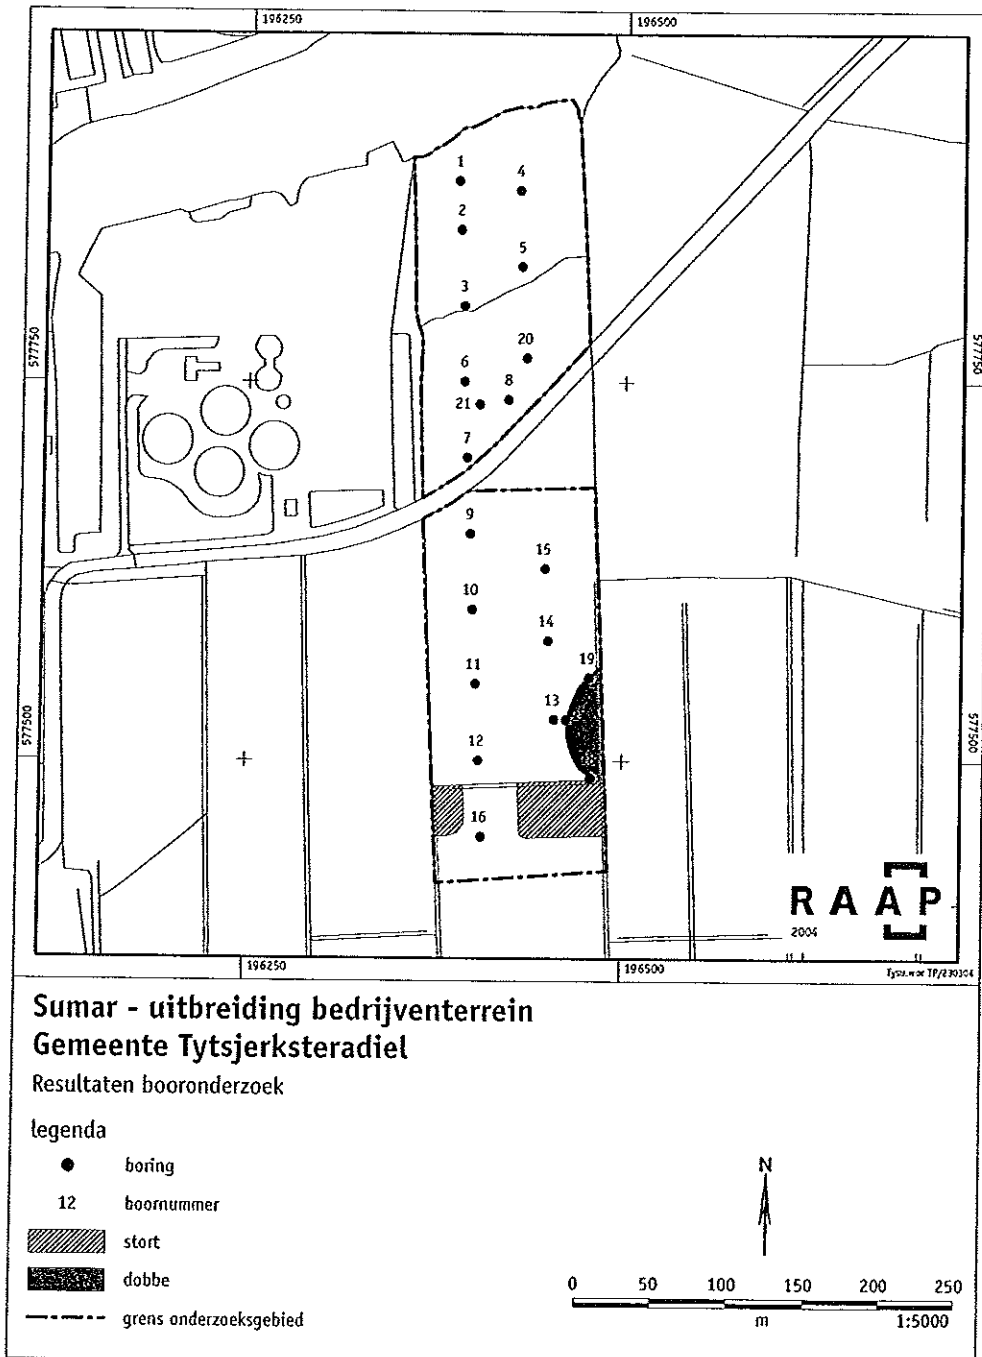 196250
196500
1
4
2
5
3
577750
577750
20
6
8
21
7
9
15
10
14
11
19
13
577500
577500
12
16
RAAP
2004
196250
196500
Sumar - uitbreiding bedrijventerrein
Gemeente Tytsjerksteradiel
Resultaten booronderzoek
legenda
boring
12 boornummer
stort
dobbe
grens onderzoeksgebied
N
0 50 100 150 200 250
m 1:5000